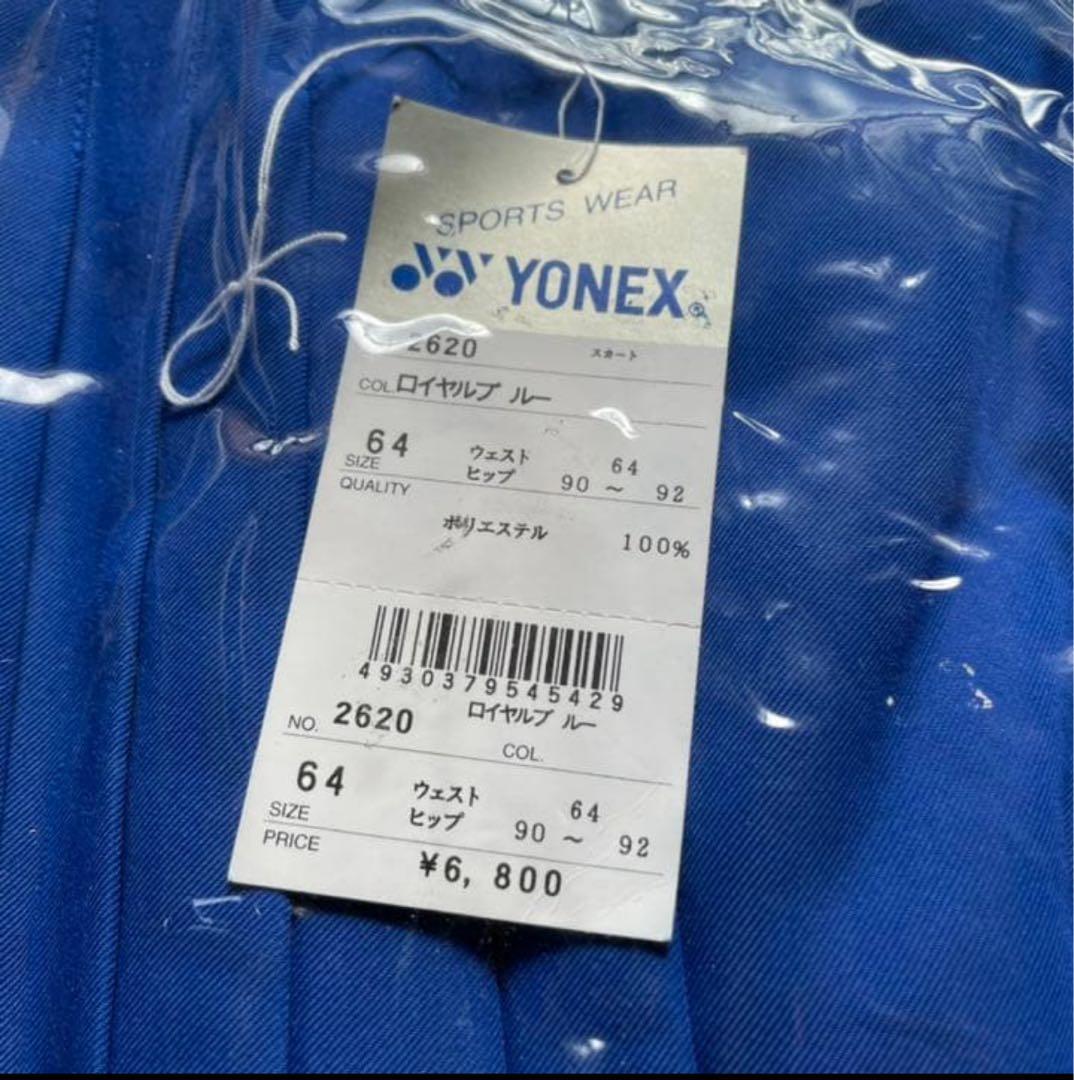 SPORTS WEAR
YONEX®
2620 スカート
COL. ロイヤルブ ルー
64 ウェスト 64
SIZE ヒップ 90 ～ 92
QUALITY
ポリエステル 100%
4930379545429
NO. 2620 ロイヤルブ ルー
COL.
64 ウェスト 64
SIZE ヒップ 90 ～ 92
PRICE
¥6, 800